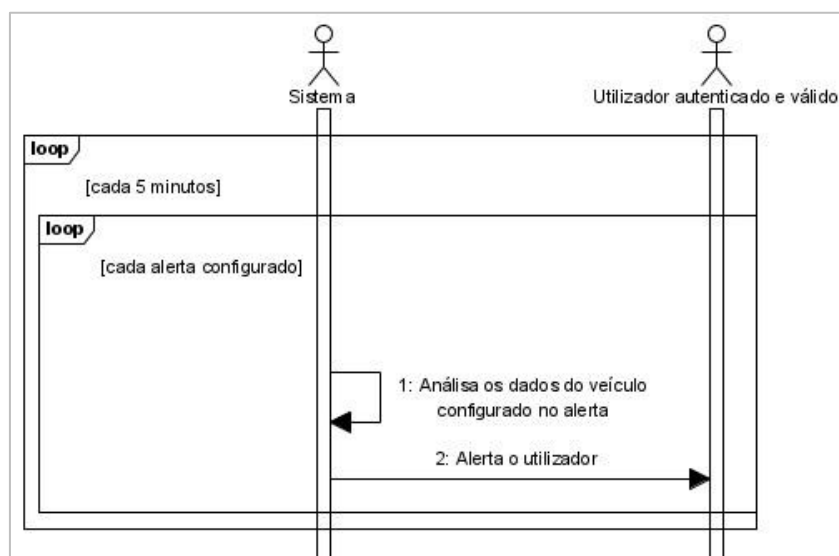 Sistema
Utilizador autenticado e válido
loop
[cada 5 minutos]
loop
[cada alerta configurado]
1: Análisa os dados do veículo
configurado no alerta
2: Alerta o utilizador